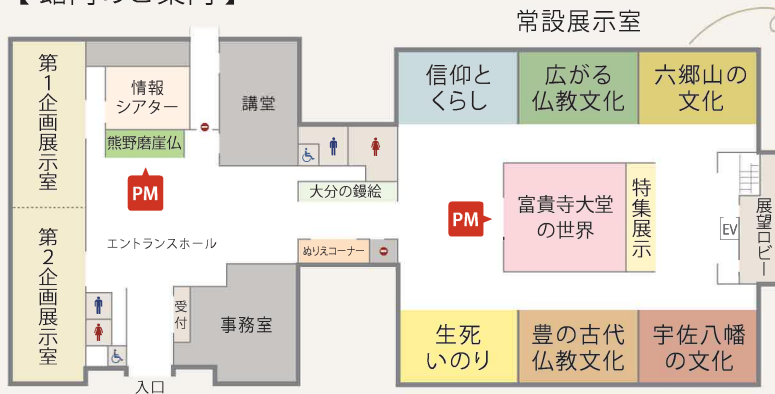 【館内のご案内】
常設展示室
第1企画展示室
情報
シアター
講堂
熊野磨崖仏
PM
大分の鏝絵
エントランスホール
ぬりえコーナー
第2企画展示室
受付
事務室
入口
信仰と
くらし
広がる
仏教文化
六郷山の
文化
PM
富貴寺大堂
の世界
特集展示
EV
展望ロビー
生死
いのり
豊の古代
仏教文化
宇佐八幡
の文化